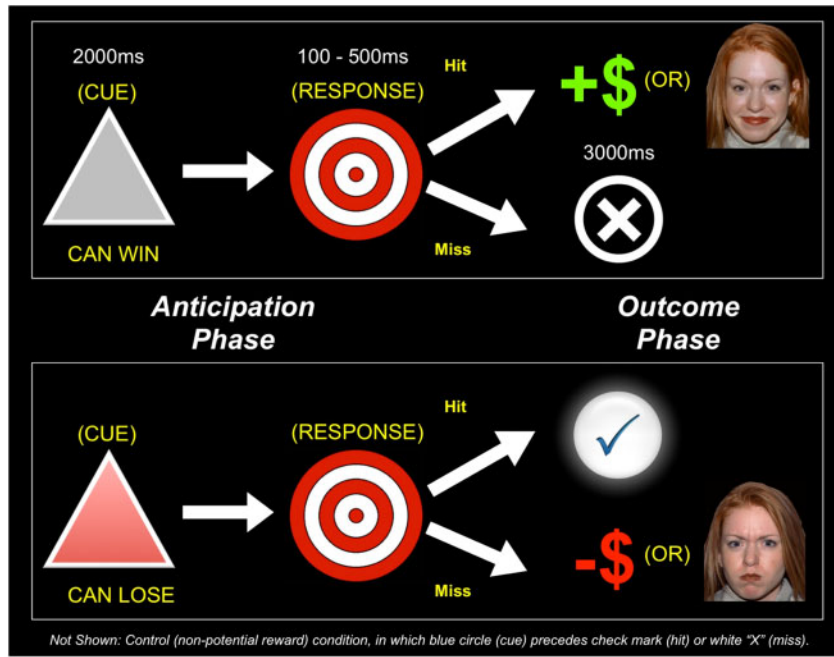 2000ms
(CUE)
CAN WIN
100 - 500ms
(RESPONSE)
Hit
Miss
+$ (OR)
3000ms
Anticipation
Phase
Outcome
Phase
(CUE)
CAN LOSE
(RESPONSE)
Hit
Miss
-$ (OR)
Not Shown: Control (non-potential reward) condition, in which blue circle (cue) precedes check mark (hit) or white “X” (miss).